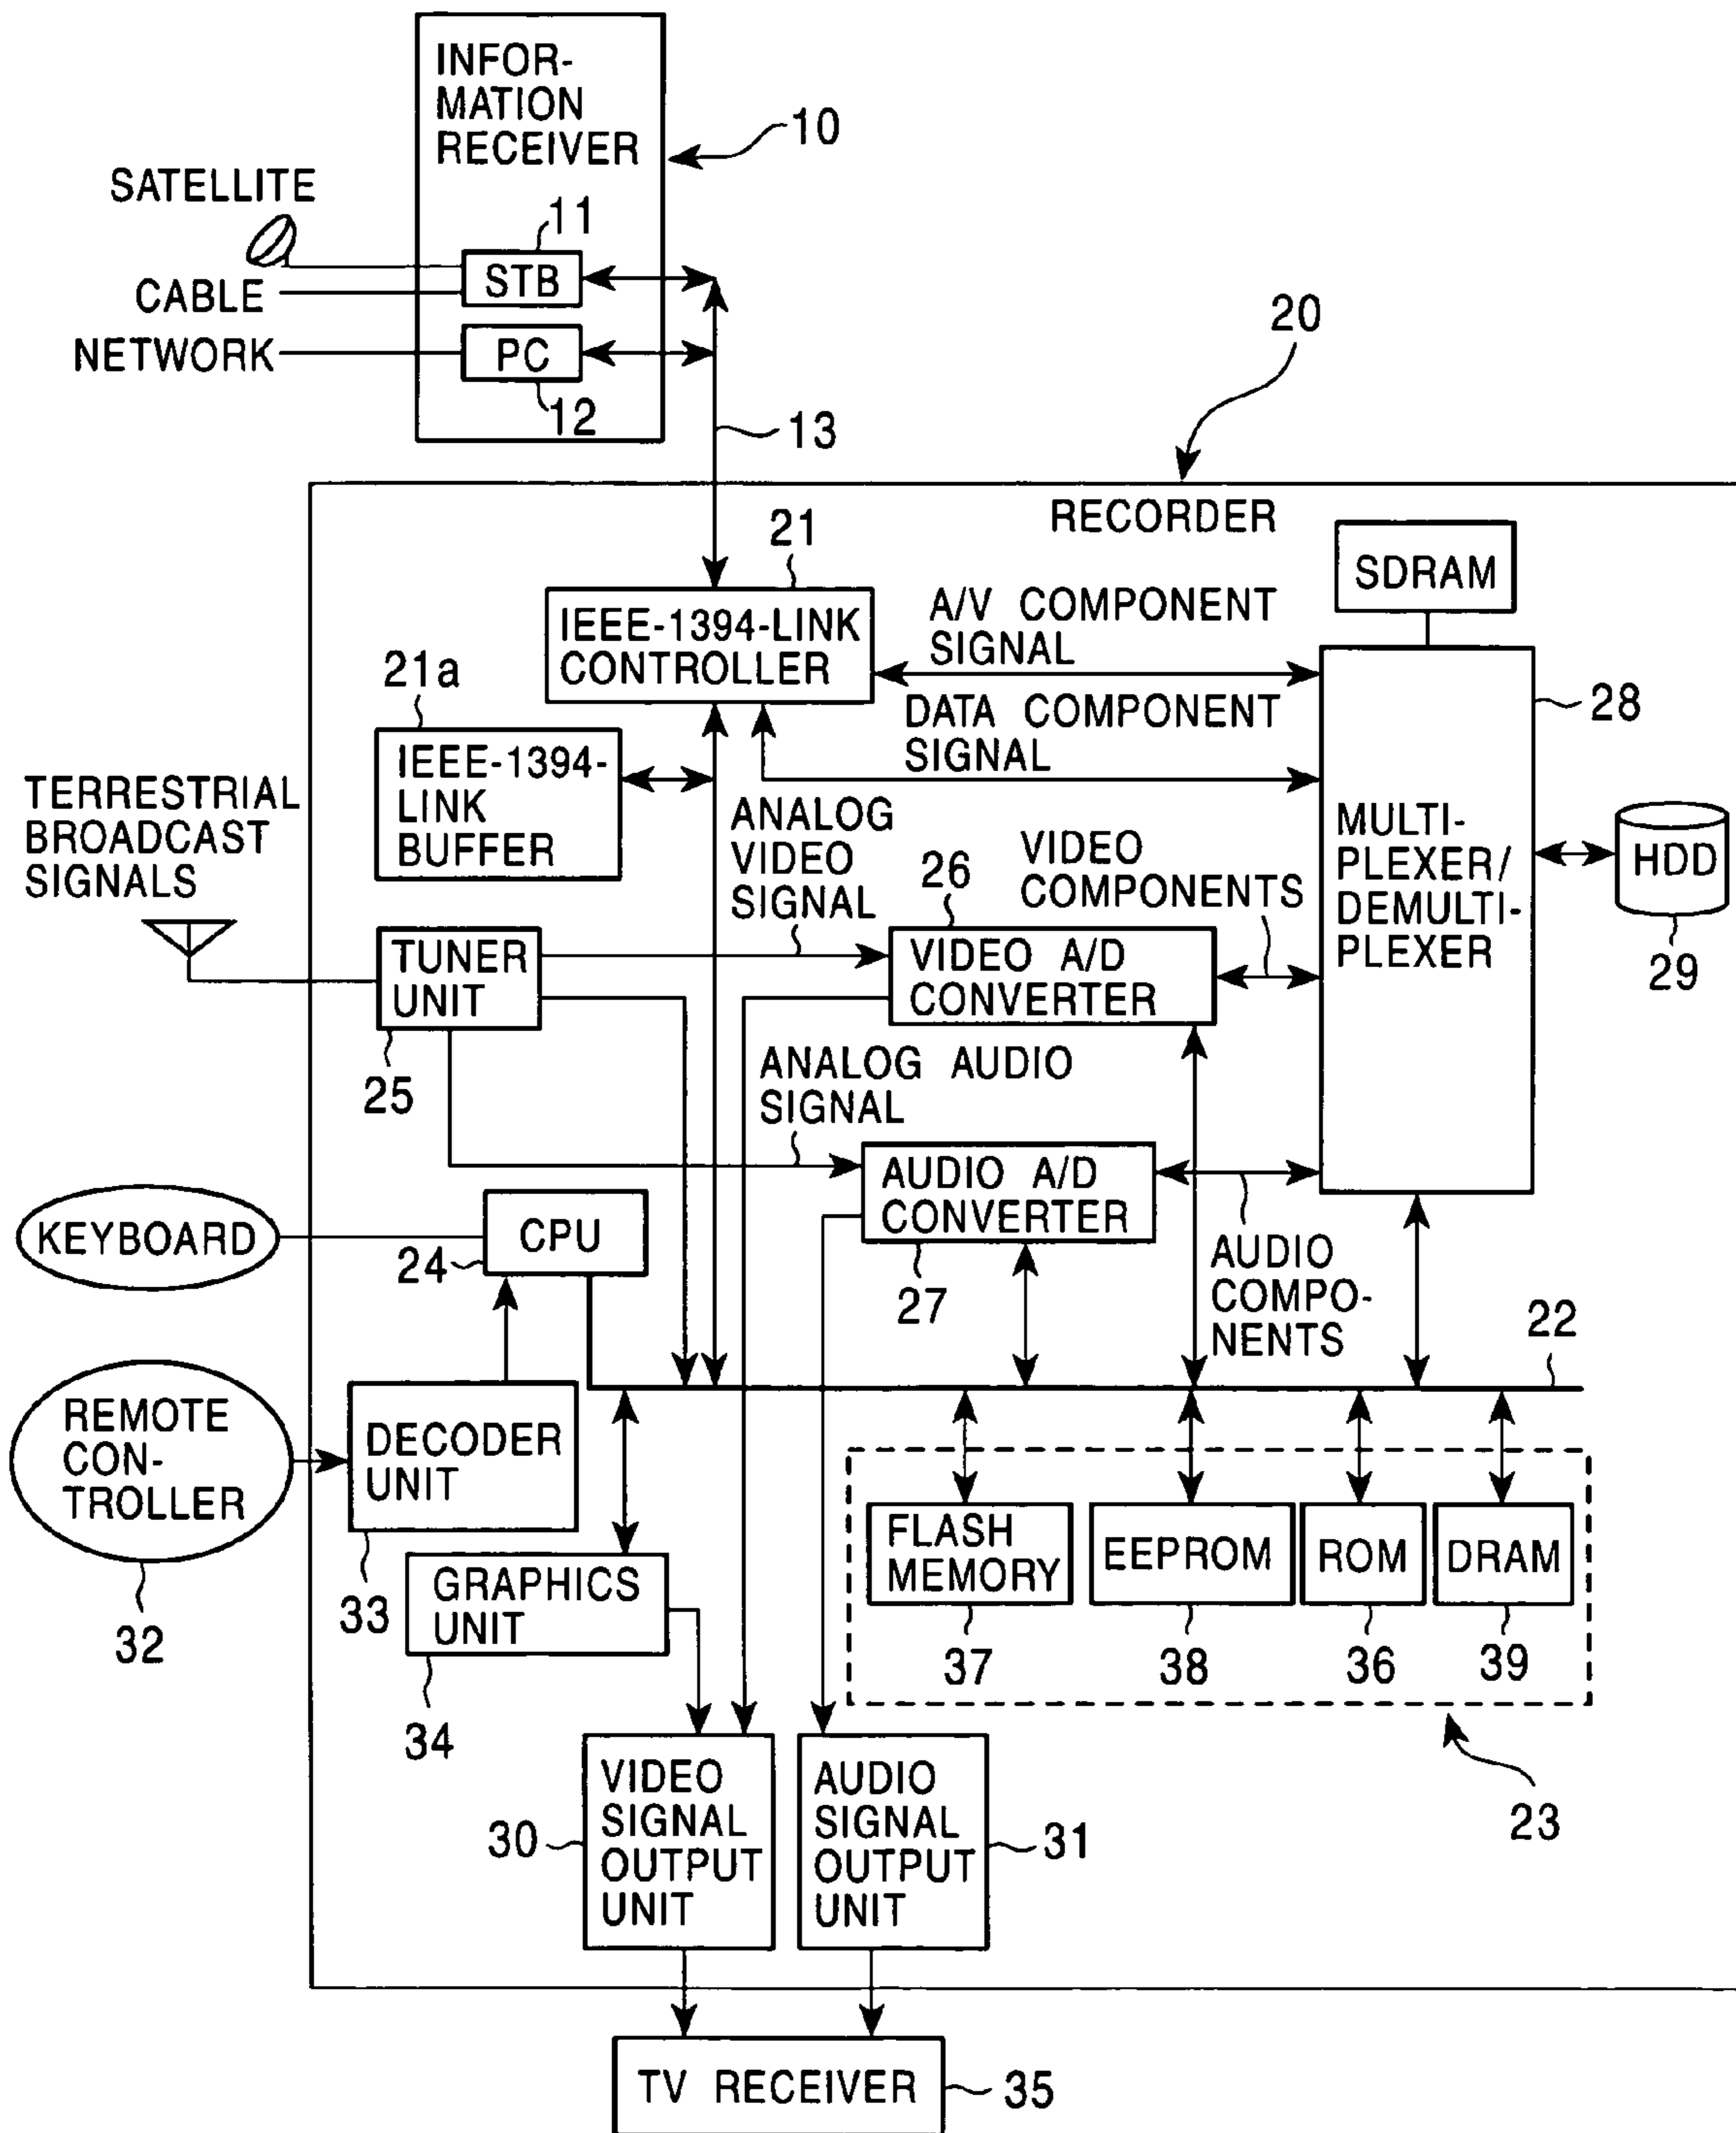 INFOR-
MATION
RECEIVER
10
SATELLITE
11
STB
CABLE
NETWORK
PC
12
13
20
RECORDER
21
SDRAM
IEEE-1394-LINK
CONTROLLER
A/V COMPONENT
SIGNAL
21a
DATA COMPONENT
SIGNAL
28
IEEE-1394-
LINK
BUFFER
TERRESTRIAL
BROADCAST
SIGNALS
ANALOG
VIDEO
SIGNAL
VIDEO
COMPONENTS
26
MULTI-
PLEXER/
DEMULTI-
PLEXER
HDD
29
TUNER
UNIT
25
VIDEO A/D
CONVERTER
ANALOG AUDIO
SIGNAL
AUDIO A/D
CONVERTER
27
KEYBOARD
CPU
24
AUDIO
COMPO-
NENTS
22
REMOTE
CON-
TROLLER
32
DECODER
UNIT
33
GRAPHICS
UNIT
34
FLASH
MEMORY
37
EEPROM
38
ROM
36
DRAM
39
23
VIDEO
SIGNAL
OUTPUT
UNIT
30
AUDIO
SIGNAL
OUTPUT
UNIT
31
TV RECEIVER
35